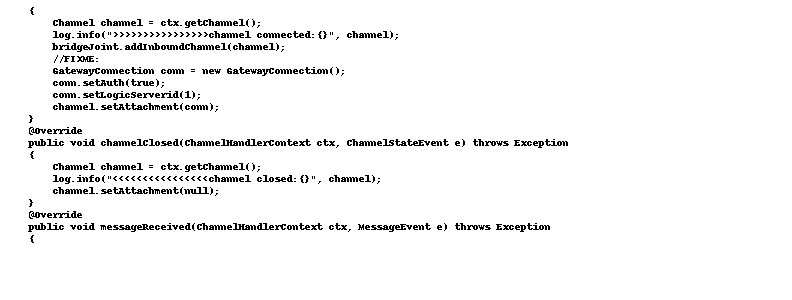 {
Channel channel = ctx.getChannel();
log.info(">>>>>>>>>>>>>>>>channel connected:{}", channel);
bridgeJoint.addInboundChannel(channel);
//FIXME:
GatewayConnection conn = new GatewayConnection();
conn.setAuth(true);
conn.setLogicServerid(1);
channel.setAttachment(conn);
}
@Override
public void channelClosed(ChannelHandlerContext ctx, ChannelStateEvent e) throws Exception
{
Channel channel = ctx.getChannel();
log.info("<<<<<<<<<<<<<<<<channel closed:{}", channel);
channel.setAttachment(null);
}
@Override
public void messageReceived(ChannelHandlerContext ctx, MessageEvent e) throws Exception
{